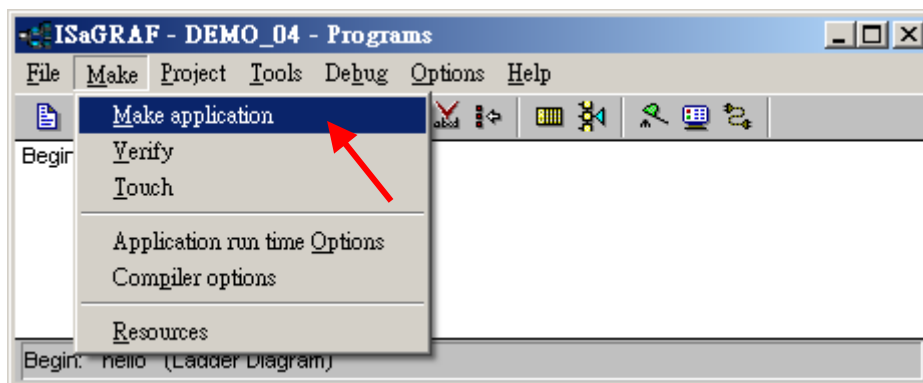 ISaGRAF - DEMO_04 - Programs
File Make Project Tools Debug Options Help
Make application
Verify
Touch
Application run time Options
Compiler options
Resources
Begin: hello (Ladder Diagram)